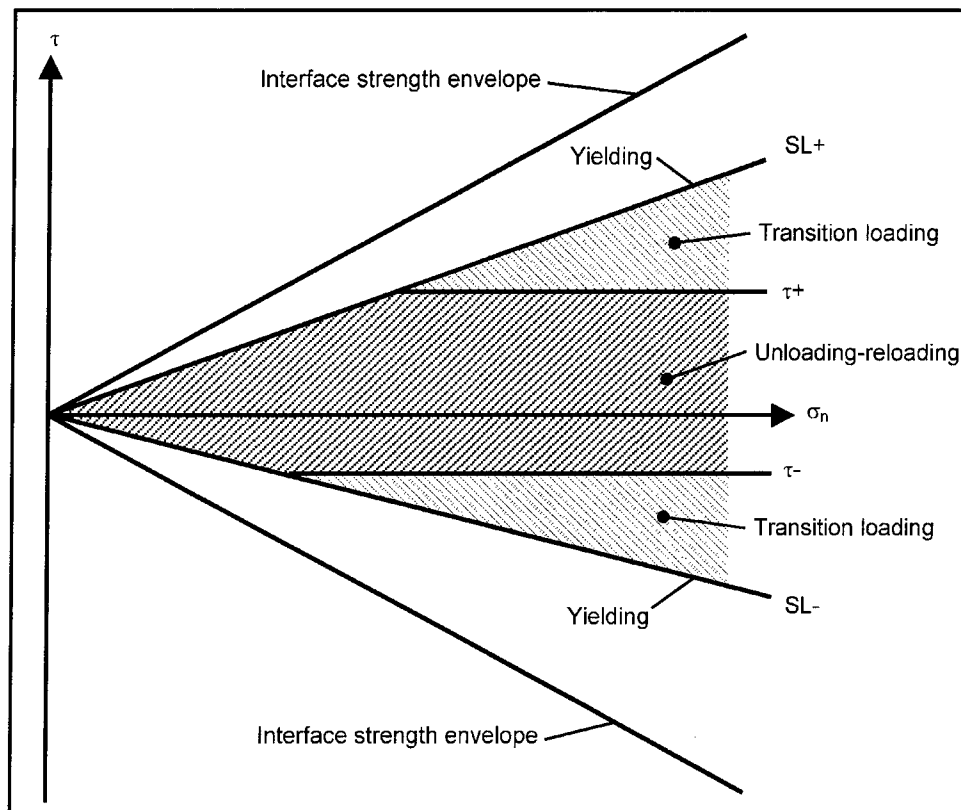 τ
Interface strength envelope
Yielding
SL+
Transition loading
τ+
Unloading-reloading
σn
τ-
Transition loading
Yielding
SL-
Interface strength envelope